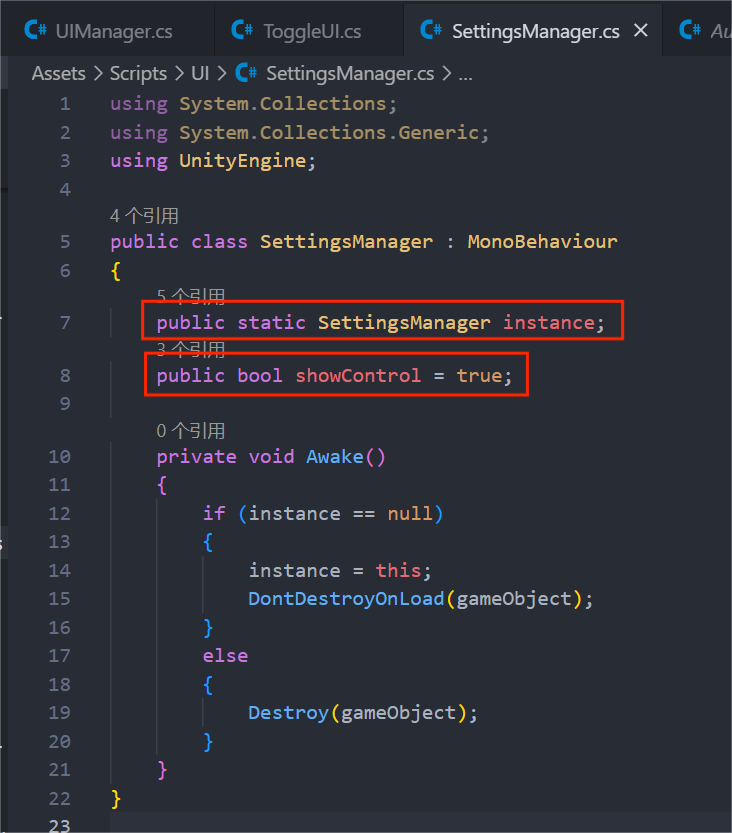 UIManager.cs ToggleUI.cs SettingsManager.cs × Au
Assets > Scripts > UI > SettingsManager.cs > ...
1 using System.Collections;
2 using System.Collections.Generic;
3 using UnityEngine;
4
4 个引用
5 public class SettingsManager : MonoBehaviour
6 {
5 个引用
7 public static SettingsManager instance;
3 个引用
8 public bool showControl = true;
9
0 个引用
10 private void Awake()
11 {
12 if (instance == null)
13 {
14 instance = this;
15 DontDestroyOnLoad(gameObject);
16 }
17 else
18 {
19 Destroy(gameObject);
20 }
21 }
22 }
23